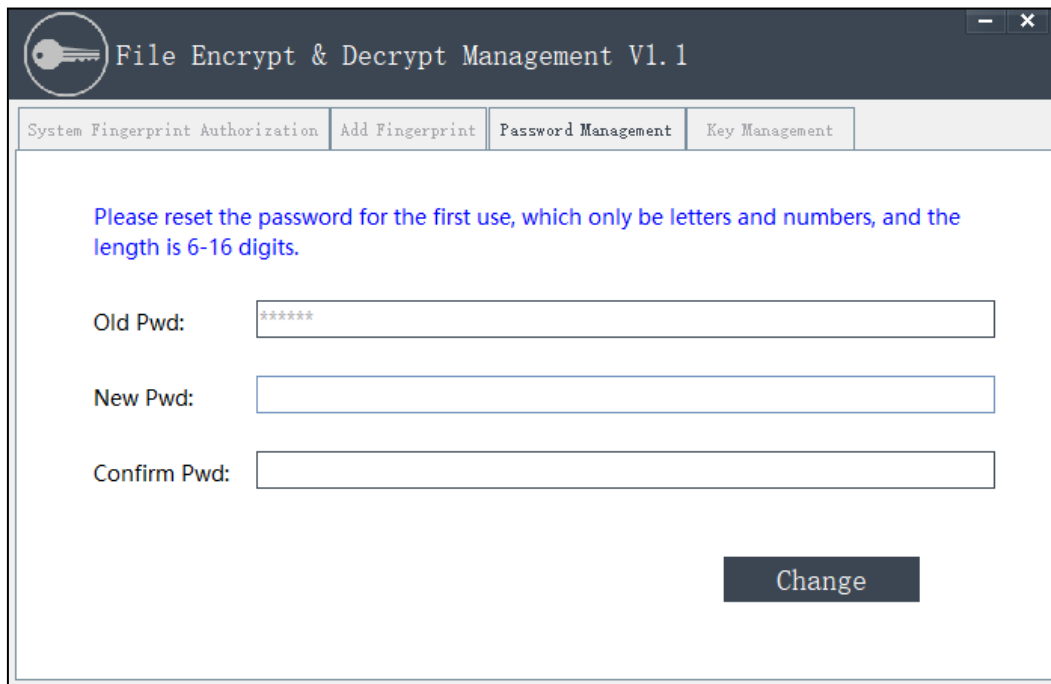 File Encrypt & Decrypt Management V1.1
System Fingerprint Authorization Add Fingerprint Password Management Key Management
Please reset the password for the first use, which only be letters and numbers, and the
length is 6-16 digits.
Old Pwd: ******
New Pwd:
Confirm Pwd:
Change